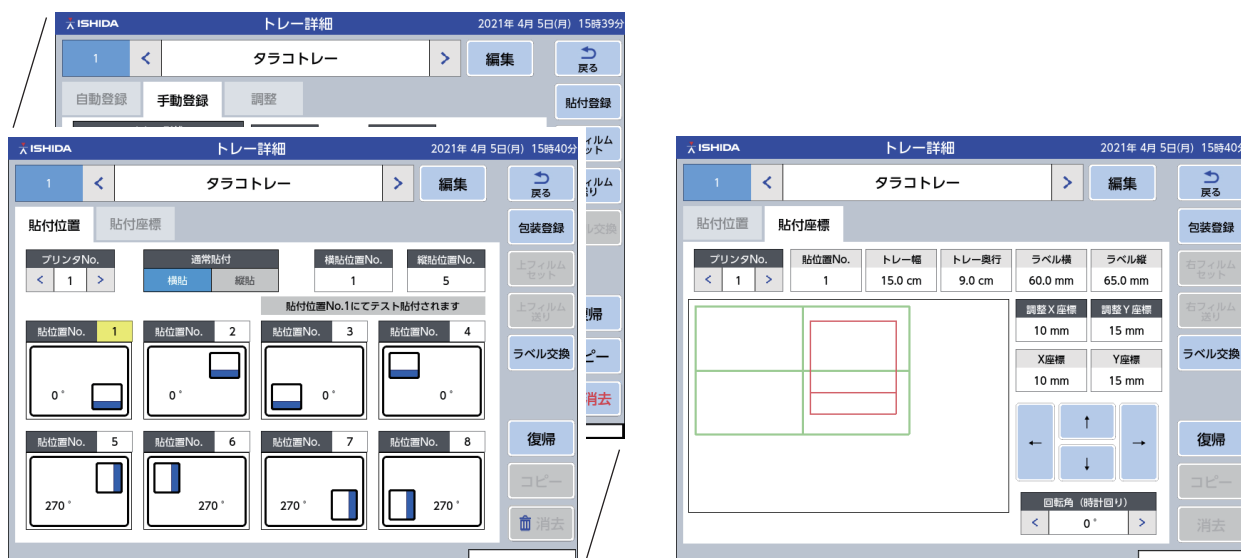 ISHIDA トレー詳細 2021年 4月 5日(月) 15時39分
1 < タラコトレー > 編集 戻る
自動登録 手動登録 調整 貼付登録
ISHIDA トレー詳細 2021年 4月 5日(月) 15時40分
1 < タラコトレー > 編集 戻る
貼付位置 貼付座標 包装登録
プリンタNo. 通常貼付 横貼位置No. 縦貼位置No. 上フィルム
セット
< 1 > 横貼 縦貼 1 5
貼付位置No.1にてテスト貼付されます 上フィルム
送り
貼位置No. 1 貼位置No. 2 貼位置No. 3 貼位置No. 4
ラベル交換
0° 0° 0° 0°
貼位置No. 5 貼位置No. 6 貼位置No. 7 貼位置No. 8
復帰
コピー
270° 270° 270° 270°
消去
ィルム
ット
ィルム
り
ル交換
帰
ピー
消去
ISHIDA トレー詳細 2021年 4月 5日(月) 15時40
1 < タラコトレー > 編集 戻る
貼付位置 貼付座標 包装登録
プリンタNo. 貼付位置No. トレー幅 トレー奥行 ラベル横 ラベル縦
< 1 > 1 15.0 cm 9.0 cm 60.0 mm 65.0 mm
右フィルム
セット
調整X座標 調整Y座標
10 mm 15 mm
右フィルム
送り
X座標 Y座標
10 mm 15 mm
ラベル交換
↑
← →
↓
復帰
コピー
回転角（時計回り）
< 0° >
消去